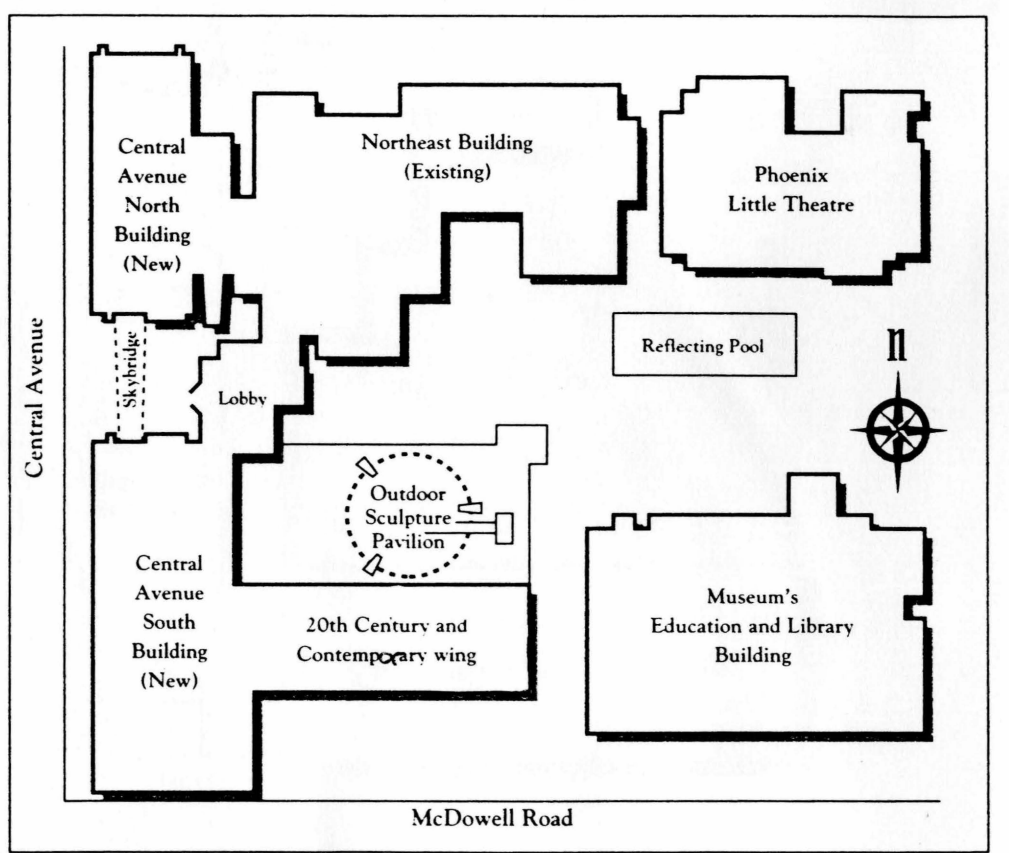 Central
Avenue
North
Building
(New)
Northeast Building
(Existing)
Phoenix
Little Theatre
Central Avenue
Skybridge
Lobby
Reflecting Pool
n
Outdoor
Sculpture
Pavilion
Central
Avenue
South
Building
(New)
20th Century and
Contemporary wing
Museum's
Education and Library
Building
McDowell Road